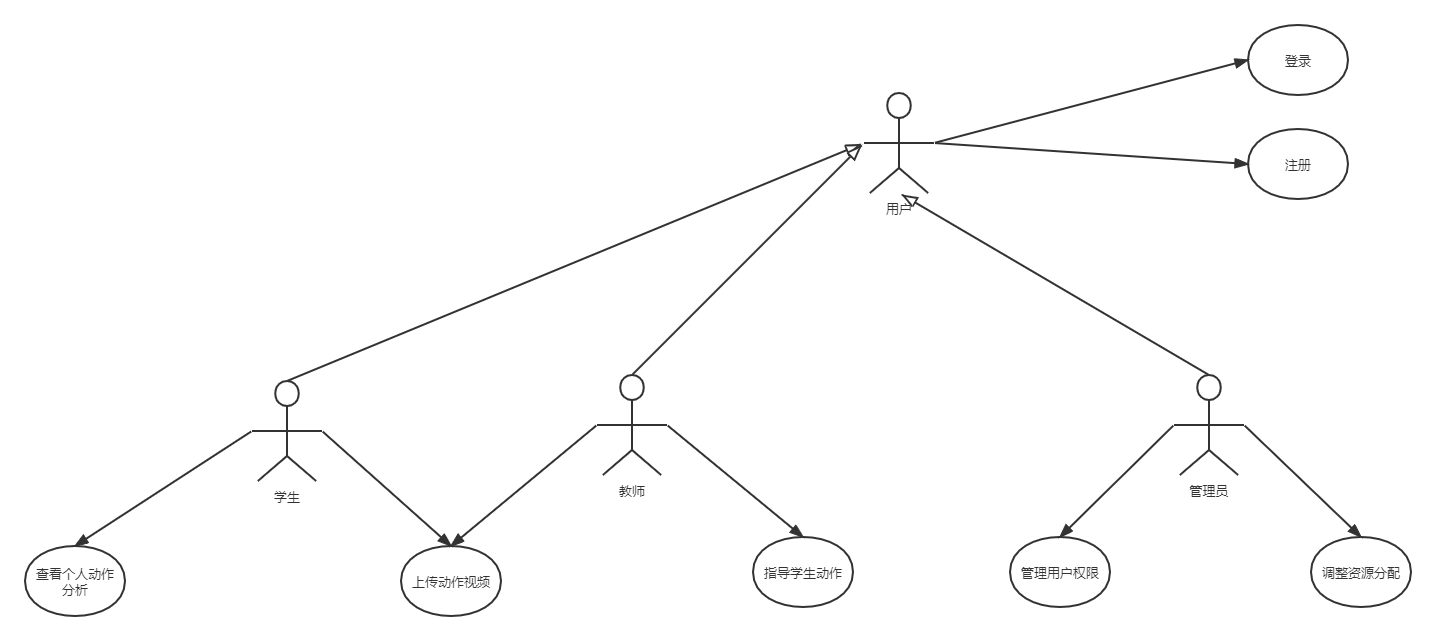 登录
注册
用户
学生
教师
管理员
查看个人动作
分析
上传动作视频
指导学生动作
管理用户权限
调整资源分配